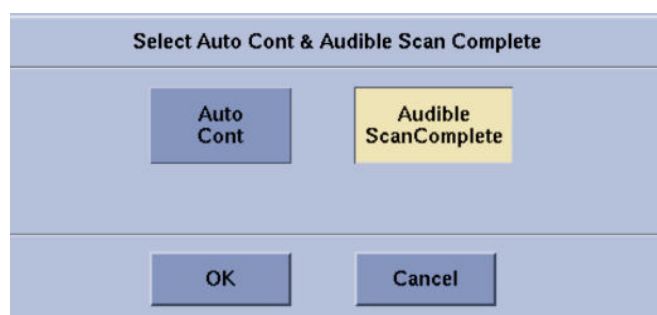 Select Auto Cont & Audible Scan Complete
Auto
Cont
Audible
ScanComplete
OK
Cancel